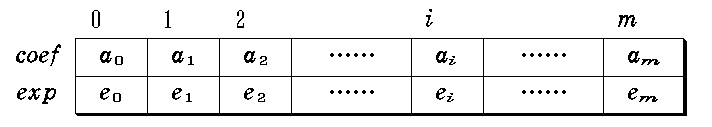 0 1 2 i m
coef a₀ a₁ a₂ ······ aᵢ ······ aₘ
exp e₀ e₁ e₂ ······ eᵢ ······ eₘ